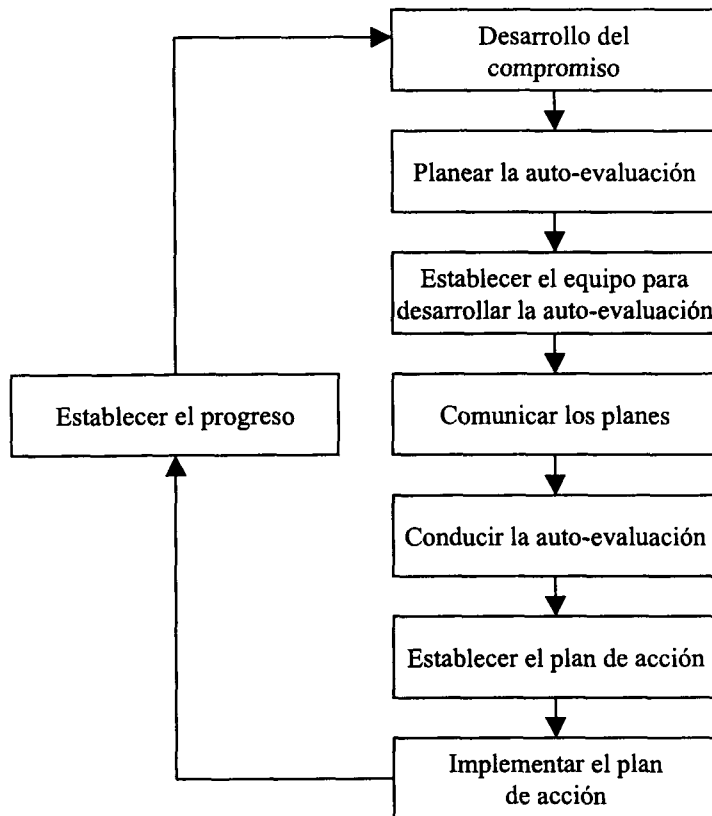 Desarrollo del
compromiso
Planear la auto-evaluación
Establecer el equipo para
desarrollar la auto-evaluación
Comunicar los planes
Conducir la auto-evaluación
Establecer el plan de acción
Implementar el plan
de acción
Establecer el progreso